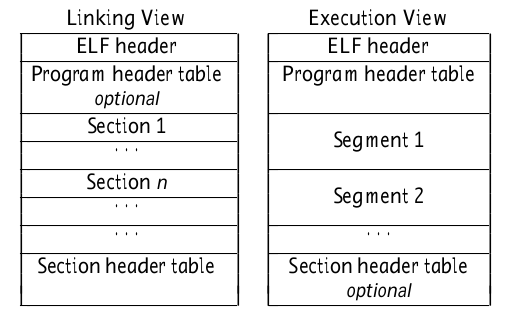 Linking View
ELF header
Program header table
optional
Section 1
. . .
Section n
. . .
. . .
Section header table
Execution View
ELF header
Program header table
Segment 1
Segment 2
. . .
Section header table
optional